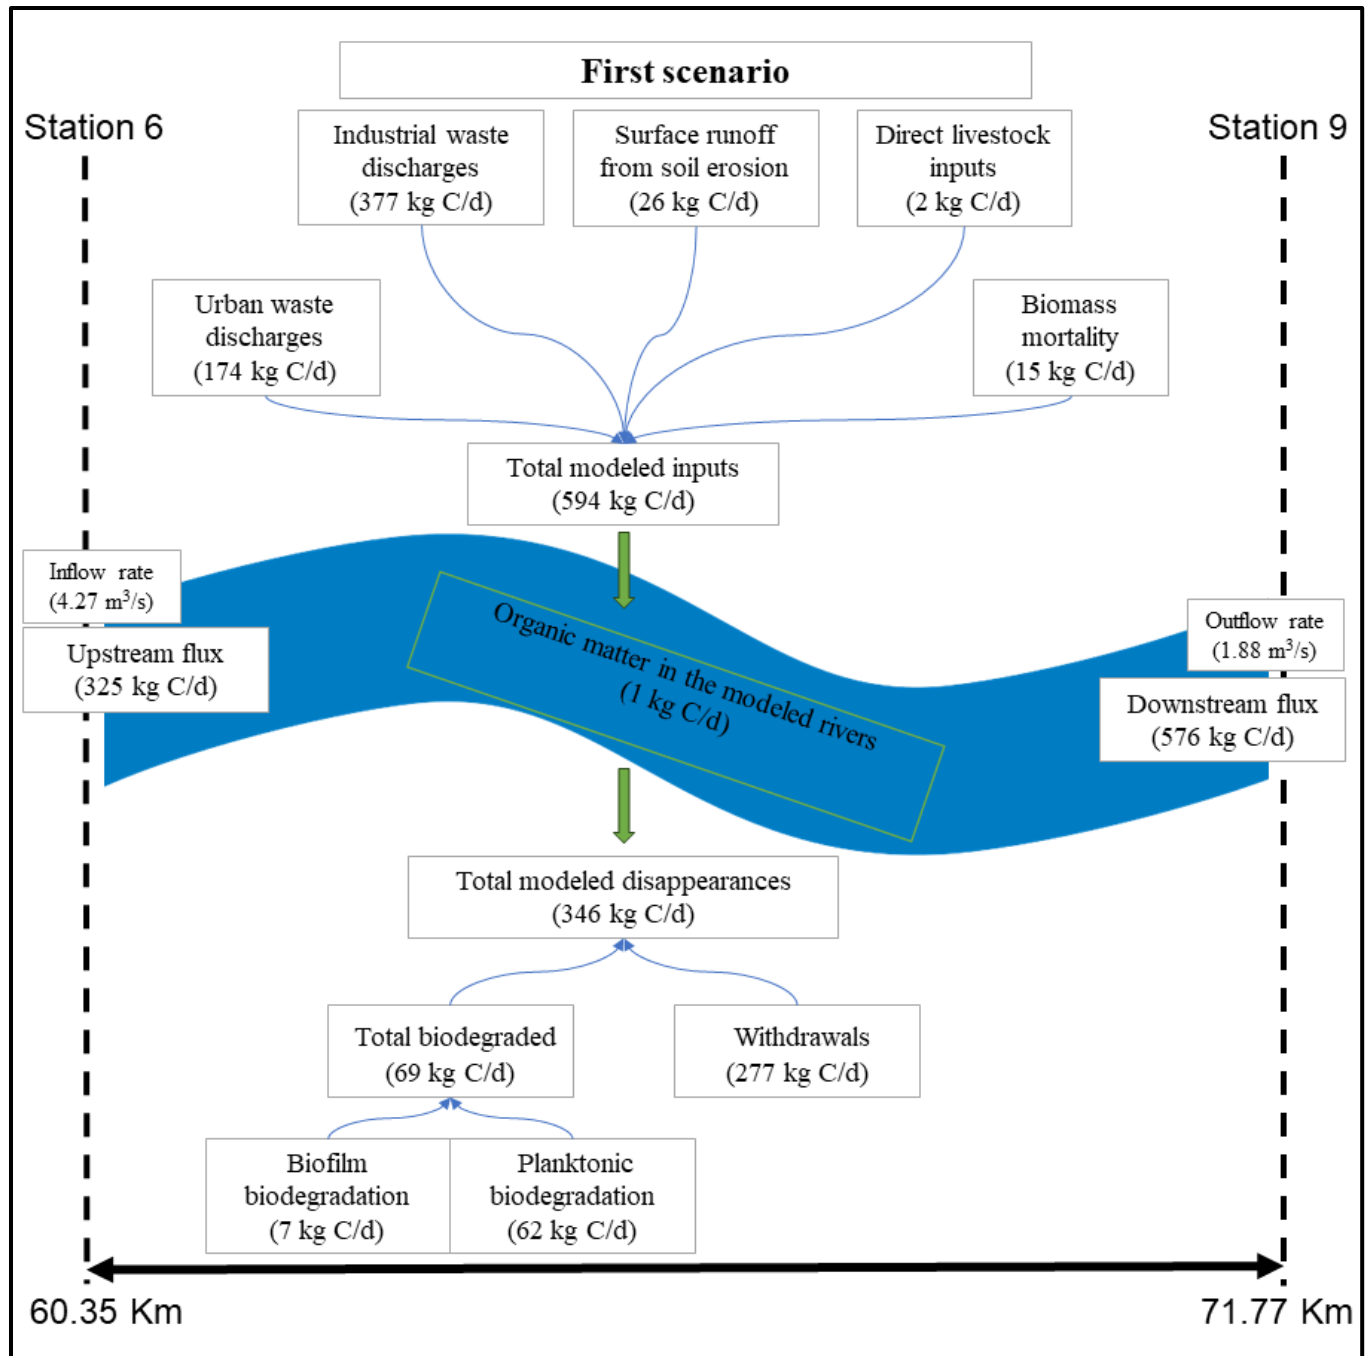 First scenario
Station 6
Station 9
Industrial waste
discharges
(377 kg C/d)
Surface runoff
from soil erosion
(26 kg C/d)
Direct livestock
inputs
(2 kg C/d)
Urban waste
discharges
(174 kg C/d)
Biomass
mortality
(15 kg C/d)
Total modeled inputs
(594 kg C/d)
Inflow rate
(4.27 m³/s)
Upstream flux
(325 kg C/d)
Organic matter in the modeled rivers
(1 kg C/d)
Outflow rate
(1.88 m³/s)
Downstream flux
(576 kg C/d)
Total modeled disappearances
(346 kg C/d)
Total biodegraded
(69 kg C/d)
Withdrawals
(277 kg C/d)
Biofilm
biodegradation
(7 kg C/d)
Planktonic
biodegradation
(62 kg C/d)
60.35 Km
71.77 Km